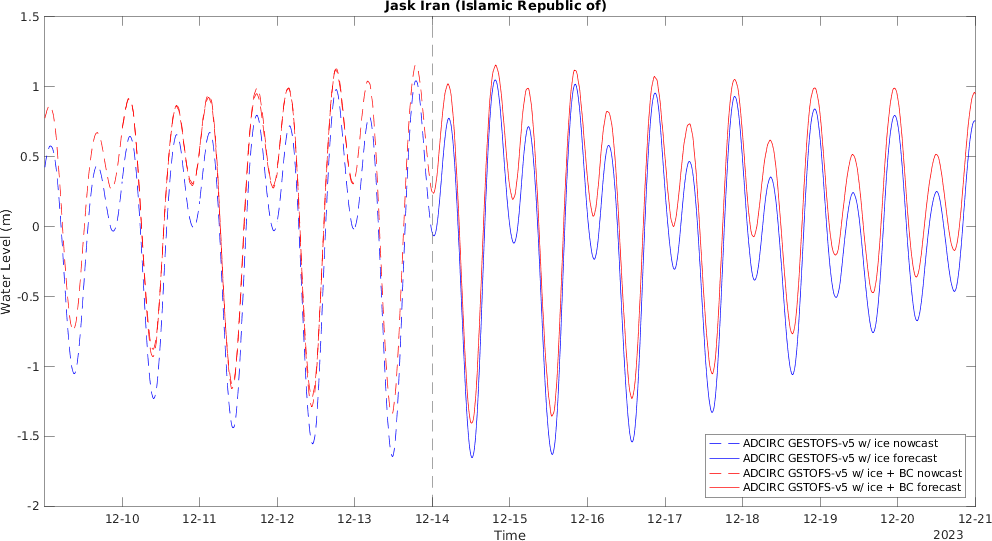 Jask Iran (Islamic Republic of)
1.5
1
0.5
0
-0.5
-1
-1.5
-2
Water Level (m)
ADCIRC GESTOFS-v5 w/ ice nowcast
ADCIRC GESTOFS-v5 w/ ice forecast
ADCIRC GSTOFS-v5 w/ ice + BC nowcast
ADCIRC GSTOFS-v5 w/ ice + BC forecast
12-10 12-11 12-12 12-13 12-14 12-15 12-16 12-17 12-18 12-19 12-20 12-21
Time
2023